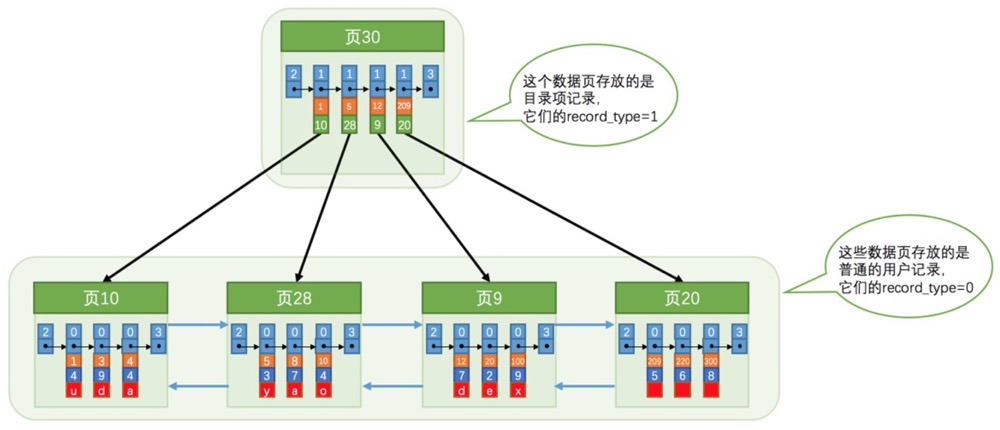 页30
2 1 1 1 1 3
1 5 12 209
10 28 9 20
这个数据页存放的是
目录项记录，
它们的record_type=1
这些数据页存放的是
普通的用户记录，
它们的record_type=0
页10
2 0 0 0 3
1 3 4
4 9 4
u d a
页28
2 0 0 0 3
5 8 10
3 7 4
y a o
页9
2 0 0 0 3
12 20 100
7 2 9
d e x
页20
2 0 0 0 3
209 220 300
5 6 8